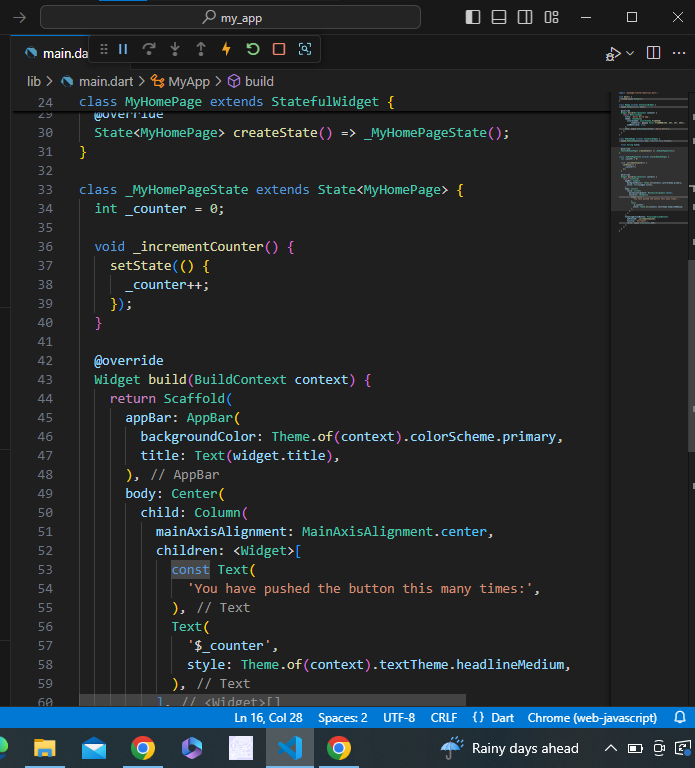 my_app
main.da
lib > main.dart > MyApp > build
24 class MyHomePage extends StatefulWidget {
29 @override
30 State<MyHomePage> createState() => _MyHomePageState();
31 }
32
33 class _MyHomePageState extends State<MyHomePage> {
34 int _counter = 0;
35
36 void _incrementCounter() {
37 setState(() {
38 _counter++;
39 });
40 }
41
42 @override
43 Widget build(BuildContext context) {
44 return Scaffold(
45 appBar: AppBar(
46 backgroundColor: Theme.of(context).colorScheme.primary,
47 title: Text(widget.title),
48 ), // AppBar
49 body: Center(
50 child: Column(
51 mainAxisAlignment: MainAxisAlignment.center,
52 children: <Widget>[
53 const Text(
54 'You have pushed the button this many times:',
55 ), // Text
56 Text(
57 '$_counter',
58 style: Theme.of(context).textTheme.headlineMedium,
59 ), // Text
60 ], // <Widget>[]
Ln 16, Col 28 Spaces: 2 UTF-8 CRLF {} Dart Chrome (web-javascript)
Rainy days ahead